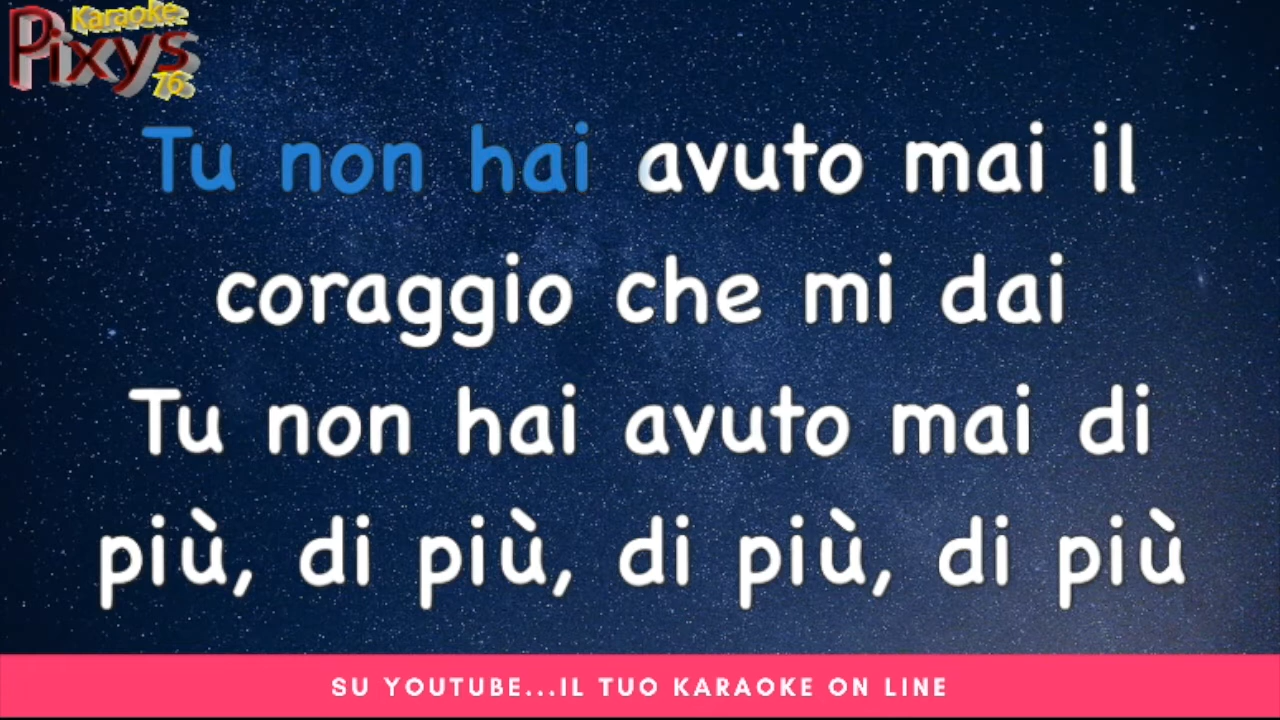 Karaoke
Pixys
76
Tu non hai avuto mai il
coraggio che mi dai
Tu non hai avuto mai di
più, di più, di più, di più
SU YOUTUBE...IL TUO KARAOKE ON LINE